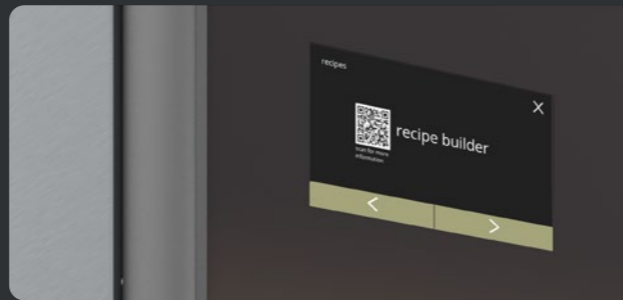 recipes
recipe builder
scan for more
information